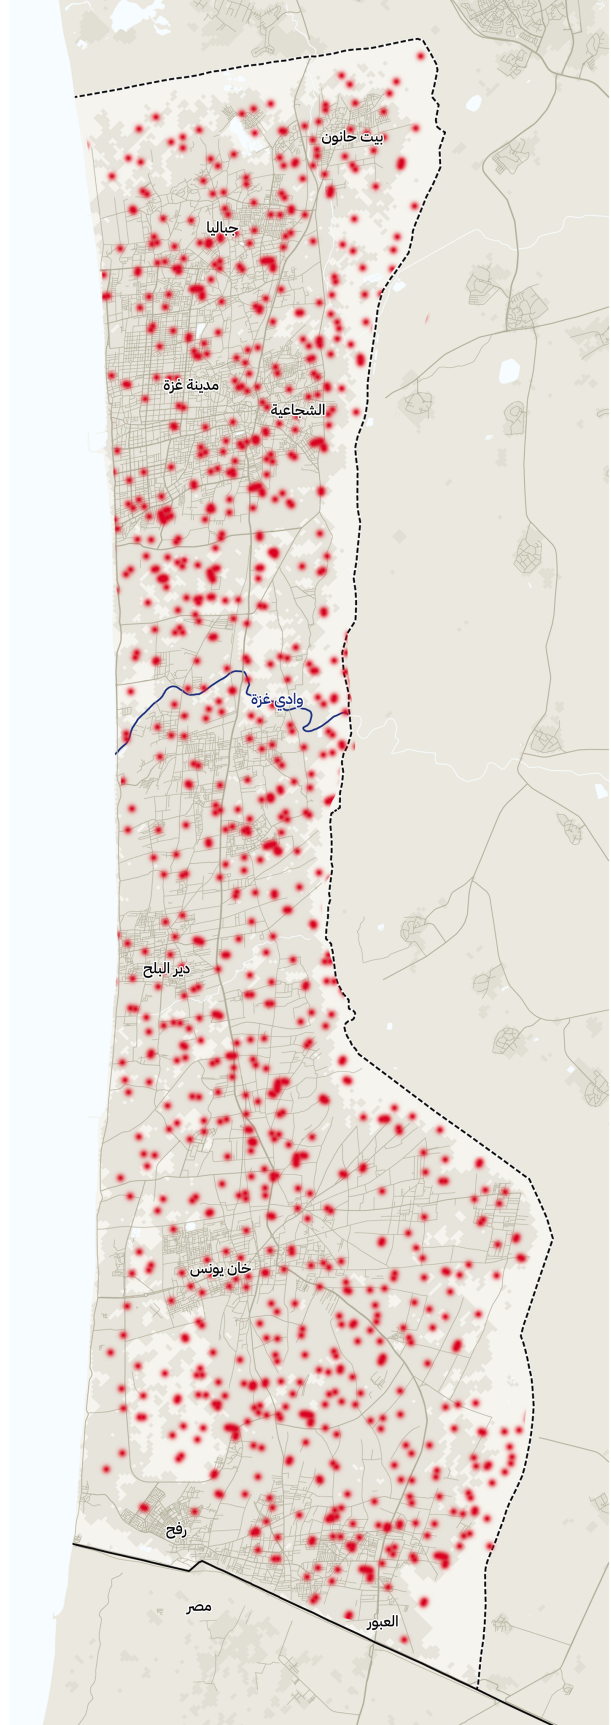 بيت حانون
جباليا
مدينة غزة
الشجاعية
وادي غزة
دير البلح
خان يونس
رفح
مصر
العبور